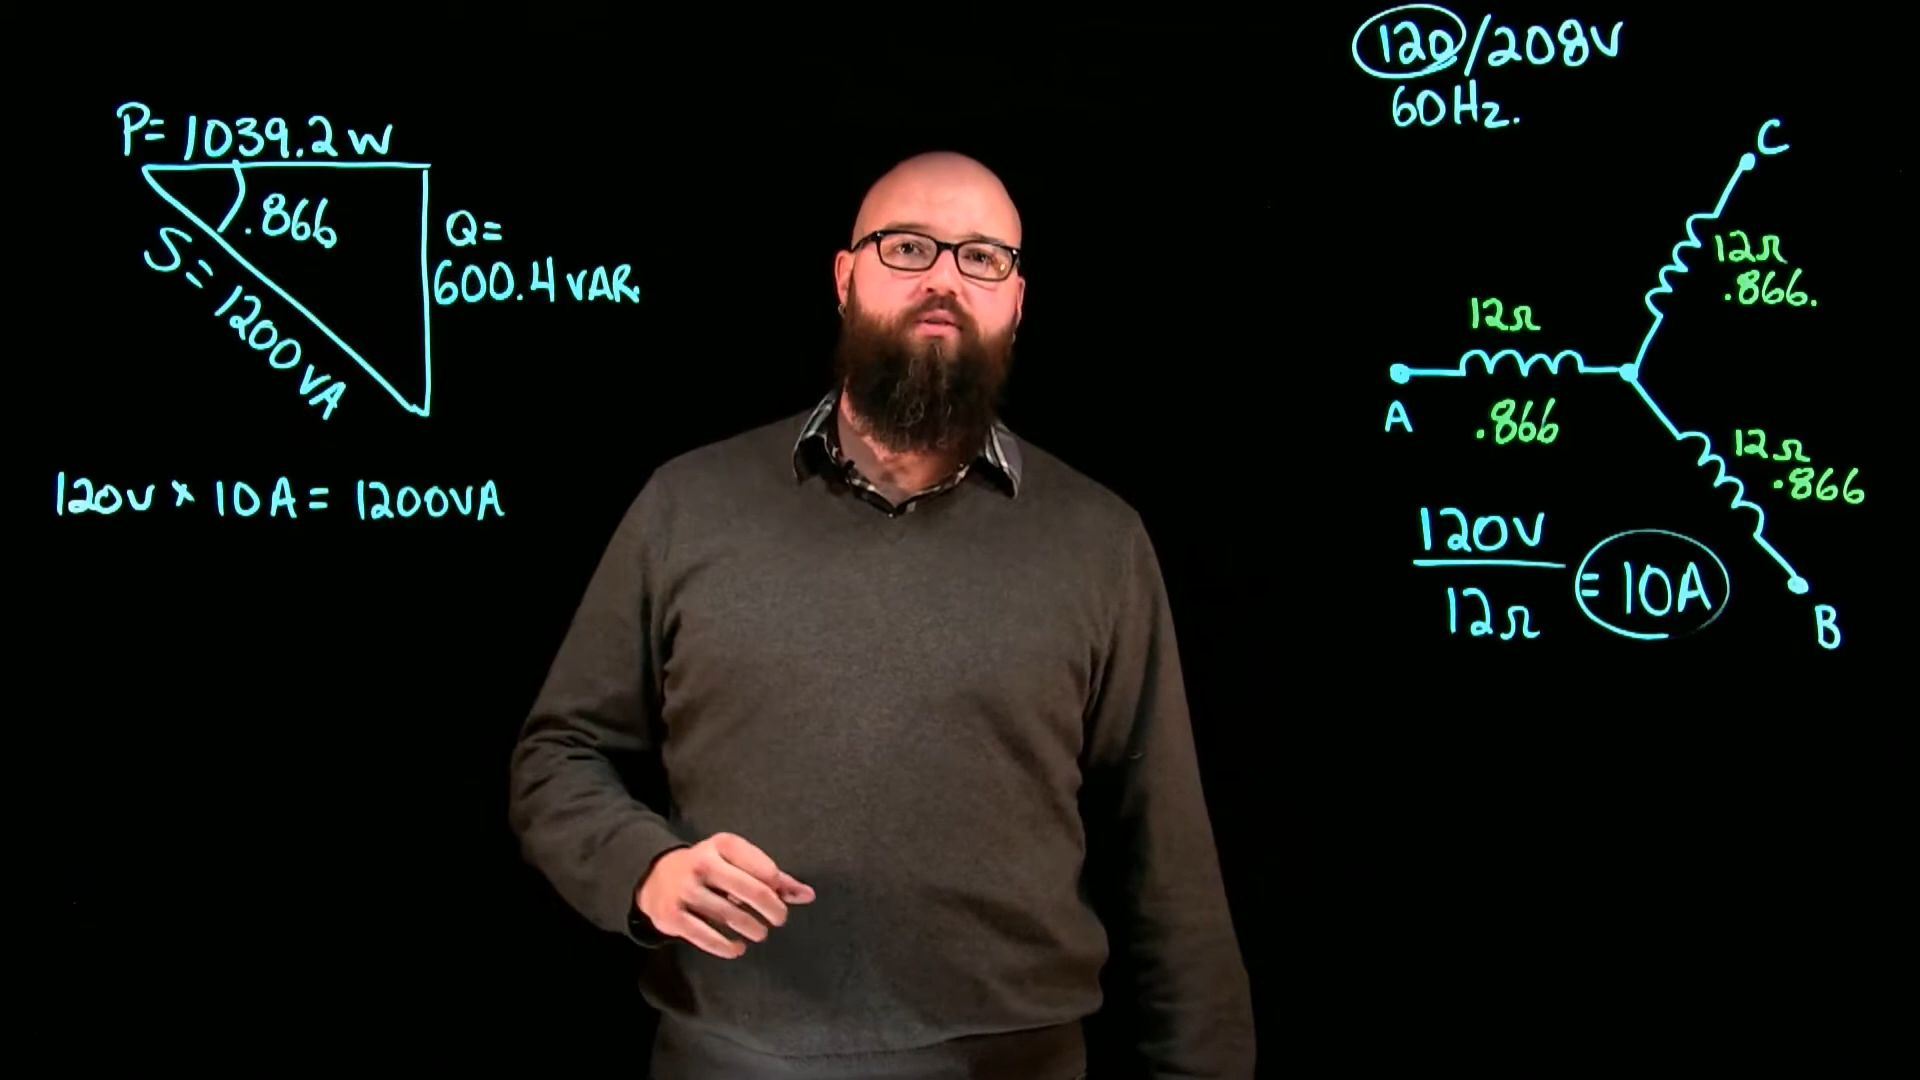 P= 1039.2 W
.866
S= 1200 VA
Q=
600.4 VAR.
120V × 10A = 1200VA
120/208V
60Hz.
C
12Ω
.866.
12Ω
A
.866
12Ω
.866
B
120V
12Ω
= 10A